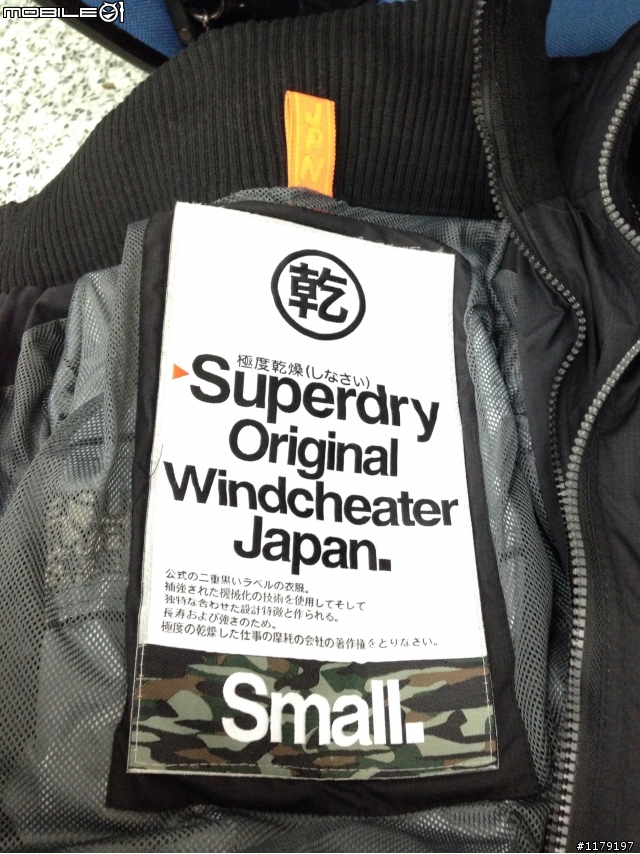 MOBILE01
JPN
乾
極度乾燥(しなさい)
Superdry
Original
Windcheater
Japan.
公式の二重黒いラベルの衣服。
補強された機械化の技術を使用してそして
独特な合わせた設計特徴と作られる。
長寿および強さのため。
極度の乾燥した仕事の摩耗の会社の著作権をとりなさい。
Small.
#1179197